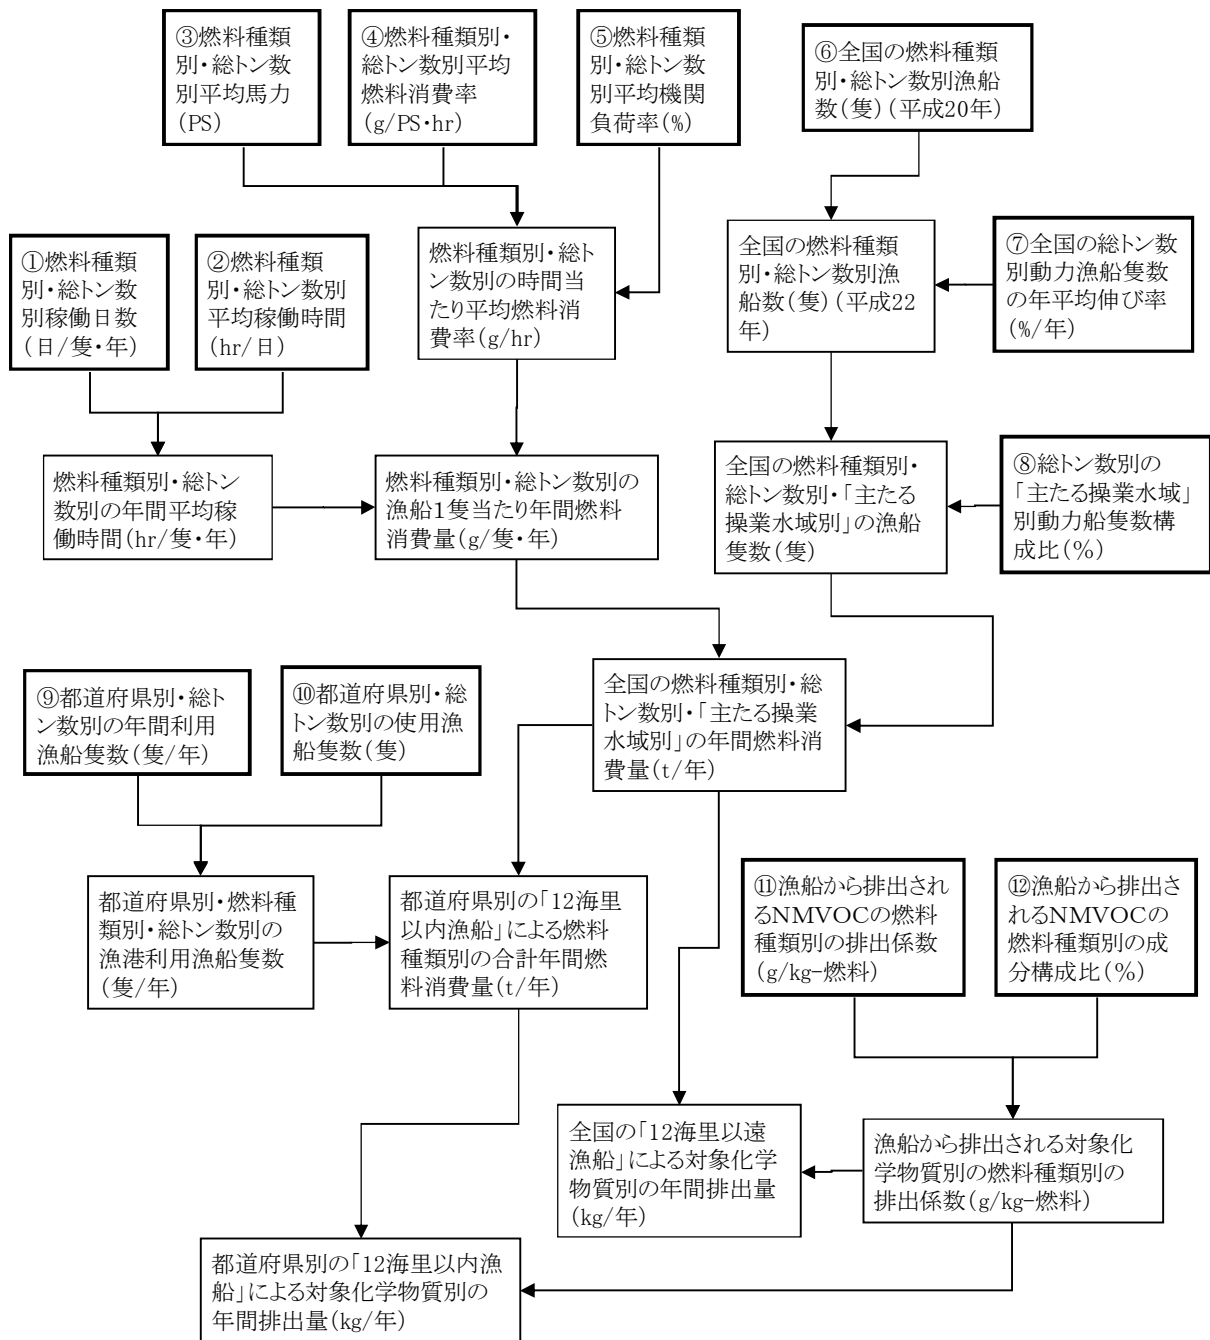 ③燃料種類
別・総トン数
別平均馬力
(PS)
④燃料種類別・
総トン数別平均
燃料消費率
(g/PS・hr)
⑤燃料種類
別・総トン数
別平均機関
負荷率(%)
⑥全国の燃料種類
別・総トン数別漁船
数(隻)(平成20年)
①燃料種類
別・総トン数
別稼働日数
(日/隻・年)
②燃料種類
別・総トン数別
平均稼働時間
(hr/日)
燃料種類別・総ト
ン数別の時間当
たり平均燃料消
費率(g/hr)
全国の燃料種類
別・総トン数別漁
船数(隻)(平成22
年)
⑦全国の総トン数
別動力漁船隻数
の年平均伸び率
(%/年)
燃料種類別・総トン
数別の年間平均稼
働時間(hr/隻・年)
燃料種類別・総トン数別の
漁船1隻当たり年間燃料
消費量(g/隻・年)
全国の燃料種類別・
総トン数別・「主たる
操業水域別」の漁船
隻数(隻)
⑧総トン数別の
「主たる操業水域」
別動力船隻数構
成比(%)
⑨都道府県別・総ト
ン数別の年間利用
漁船隻数(隻/年)
⑩都道府県別・総
トン数別の使用漁
船隻数(隻)
全国の燃料種類別・総
トン数別・「主たる操業
水域別」の年間燃料消
費量(t/年)
都道府県別・燃料種
類別・総トン数別の
漁港利用漁船隻数
(隻/年)
都道府県別の「12海里
以内漁船」による燃料
種類別の合計年間燃
料消費量(t/年)
⑪漁船から排出され
るNMVOCの燃料
種類別の排出係数
(g/kg-燃料)
⑫漁船から排出さ
れるNMVOCの
燃料種類別の成
分構成比(%)
全国の「12海里以遠
漁船」による対象化学
物質別の年間排出量
(kg/年)
漁船から排出される対象化
学物質別の燃料種類別の
排出係数(g/kg-燃料)
都道府県別の「12海里以内漁
船」による対象化学物質別の
年間排出量(kg/年)